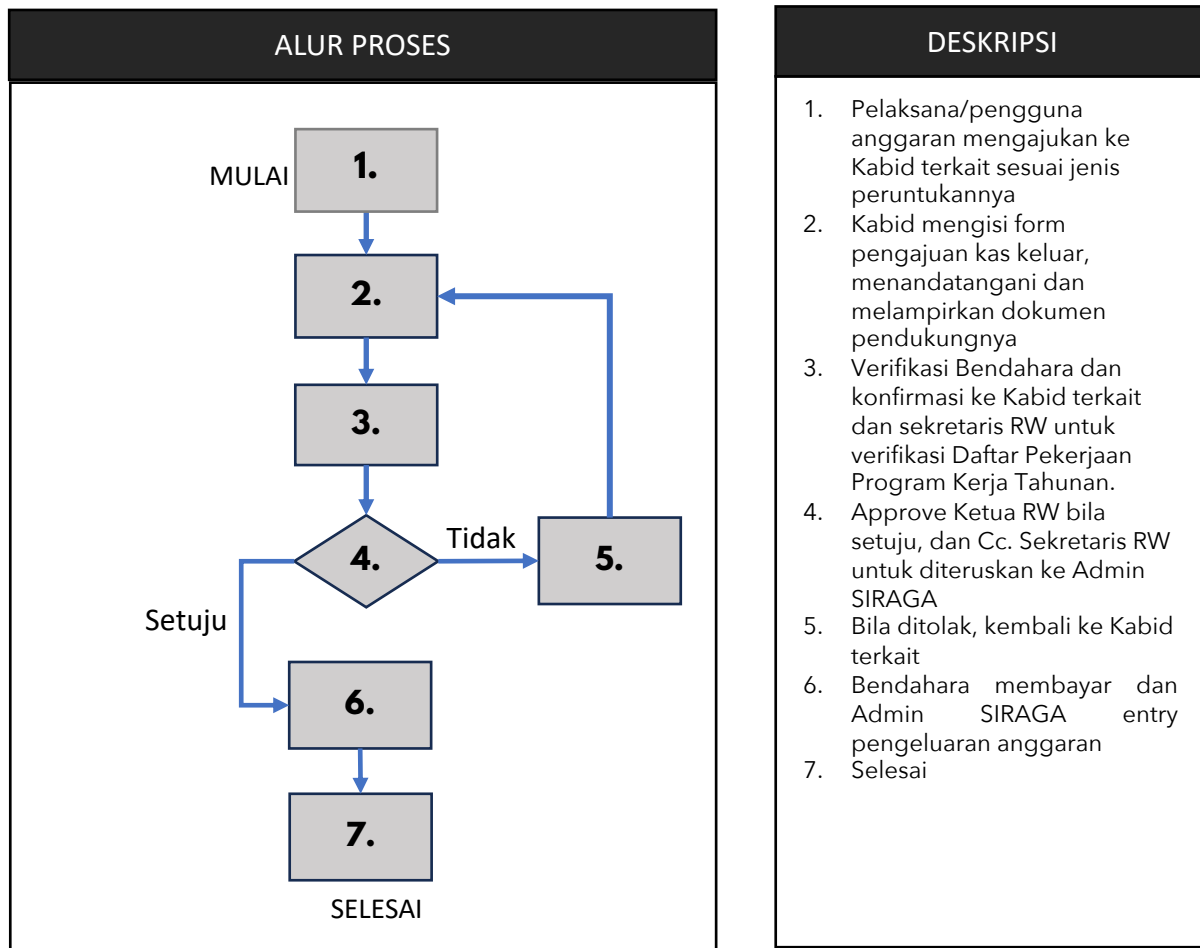 ALUR PROSES
MULAI
1.
2.
3.
4.
Tidak
5.
Setuju
6.
7.
SELESAI
DESKRIPSI
1. Pelaksana/pengguna
anggaran mengajukan ke
Kabid terkait sesuai jenis
peruntukannya
2. Kabid mengisi form
pengajuan kas keluar,
menandatangani dan
melampirkan dokumen
pendukungnya
3. Verifikasi Bendahara dan
konfirmasi ke Kabid terkait
dan sekretaris RW untuk
verifikasi Daftar Pekerjaan
Program Kerja Tahunan.
4. Approve Ketua RW bila
setuju, dan Cc. Sekretaris RW
untuk diteruskan ke Admin
SIRAGA
5. Bila ditolak, kembali ke Kabid
terkait
6. Bendahara membayar dan
Admin SIRAGA entry
pengeluaran anggaran
7. Selesai